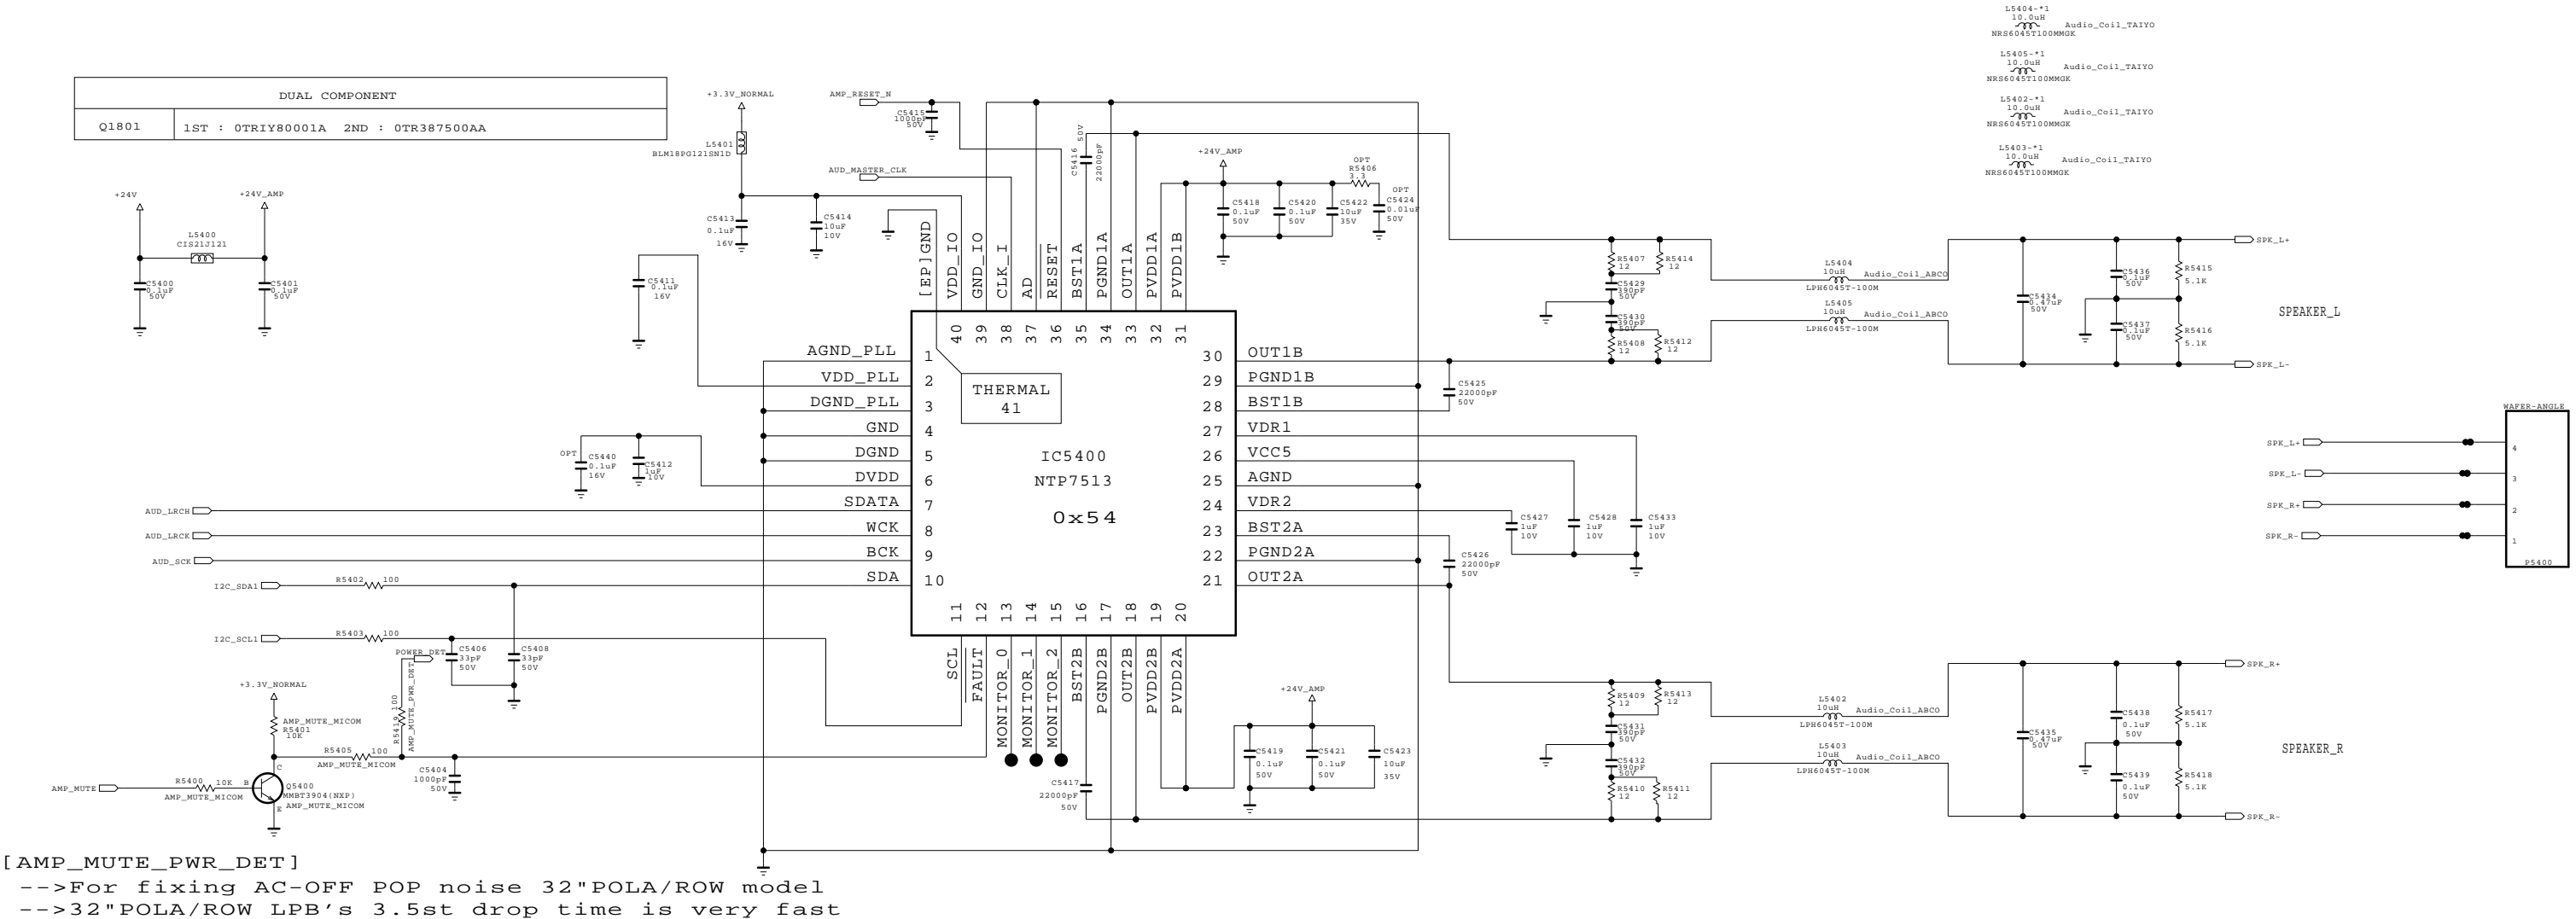 L5404-*1
10.0uH
NRS6045T100MMGK
Audio_Coil_TAIYO
L5405-*1
10.0uH
NRS6045T100MMGK
Audio_Coil_TAIYO
L5402-*1
10.0uH
NRS6045T100MMGK
Audio_Coil_TAIYO
L5403-*1
10.0uH
NRS6045T100MMGK
Audio_Coil_TAIYO
DUAL COMPONENT
Q1801
1ST : 0TRIY80001A 2ND : 0TR387500AA
+24V
+24V_AMP
L5400
CIS21J121
C5400
0.1uF
50V
C5401
0.1uF
50V
+3.3V_NORMAL
L5401
BLM18PG121SN1D
C5413
0.1uF
16V
C5414
10uF
10V
AMP_RESET_N
C5415
1000pF
50V
AUD_MASTER_CLK
C5416
22000pF
50V
+24V_AMP
C5418
0.1uF
50V
C5420
0.1uF
50V
C5422
10uF
35V
OPT
R5406
3.3
OPT
C5424
0.01uF
50V
C5411
0.1uF
16V
OPT
C5440
0.1uF
16V
C5412
1uF
10V
[EP]GND
VDD_IO
GND_IO
CLK_I
AD
RESET
BST1A
PGND1A
OUT1A
PVDD1A
PVDD1B
40
39
38
37
36
35
34
33
32
31
AGND_PLL
1
VDD_PLL
2
DGND_PLL
3
GND
4
DGND
5
DVDD
6
SDATA
7
WCK
8
BCK
9
SDA
10
THERMAL
41
IC5400
NTP7513
0x54
30
OUT1B
29
PGND1B
28
BST1B
27
VDR1
26
VCC5
25
AGND
24
VDR2
23
BST2A
22
PGND2A
21
OUT2A
11
12
13
14
15
16
17
18
19
20
SCL
FAULT
MONITOR_0
MONITOR_1
MONITOR_2
BST2B
PGND2B
OUT2B
PVDD2B
PVDD2A
AUD_LRCH
AUD_LRCK
AUD_SCK
I2C_SDA1
R5402
100
I2C_SCL1
R5403
100
C5406
33pF
50V
C5408
33pF
50V
POWER_DET
R5419
100
AMP_MUTE_PWR_DET
+3.3V_NORMAL
AMP_MUTE_MICOM
R5401
10K
R5405
100
AMP_MUTE_MICOM
C5404
1000pF
50V
AMP_MUTE
R5400
10K
AMP_MUTE_MICOM
B
C
E
Q5400
MMBT3904(NXP)
AMP_MUTE_MICOM
C5417
22000pF
50V
+24V_AMP
C5419
0.1uF
50V
C5421
0.1uF
50V
C5423
10uF
35V
C5425
22000pF
50V
C5426
22000pF
50V
C5427
1uF
10V
C5428
1uF
10V
C5433
1uF
10V
R5407
12
R5414
12
C5429
390pF
50V
C5430
390pF
50V
R5408
12
R5412
12
L5404
10uH
LPH6045T-100M
Audio_Coil_ABCO
L5405
10uH
LPH6045T-100M
Audio_Coil_ABCO
C5434
0.47uF
50V
C5436
0.1uF
50V
C5437
0.1uF
50V
R5415
5.1K
R5416
5.1K
SPK_L+
SPK_L-
SPEAKER_L
WAFER-ANGLE
SPK_L+
4
SPK_L-
3
SPK_R+
2
SPK_R-
1
P5400
R5409
12
R5413
12
C5431
390pF
50V
C5432
390pF
50V
R5410
12
R5411
12
L5402
10uH
LPH6045T-100M
Audio_Coil_ABCO
L5403
10uH
LPH6045T-100M
Audio_Coil_ABCO
C5435
0.47uF
50V
C5438
0.1uF
50V
C5439
0.1uF
50V
R5417
5.1K
R5418
5.1K
SPK_R+
SPK_R-
SPEAKER_R
[AMP_MUTE_PWR_DET]
-->For fixing AC-OFF POP noise 32"POLA/ROW model
-->32"POLA/ROW LPB's 3.5st drop time is very fast